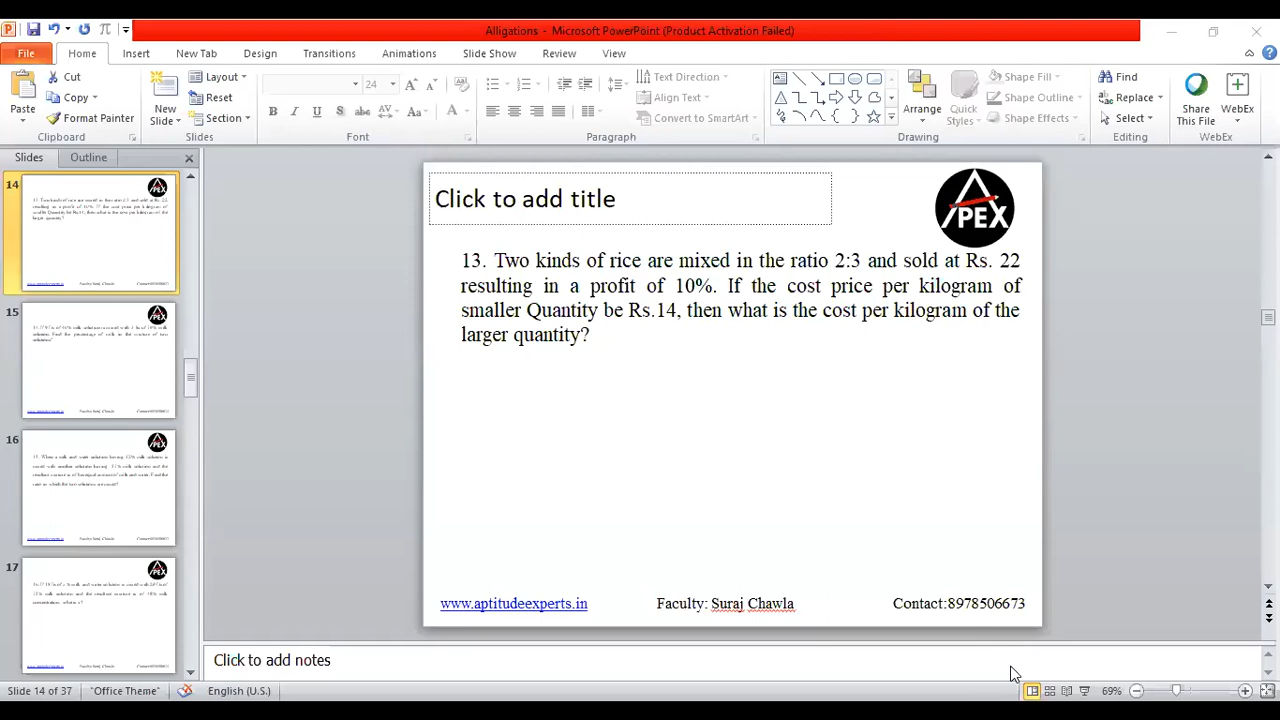 Alligations - Microsoft PowerPoint (Product Activation Failed)
File Home Insert New Tab Design Transitions Animations Slide Show Review View
Cut
Copy
Format Painter
Paste
Clipboard
New
Slide
Layout
Reset
Section
Slides
24
Font
Text Direction
Align Text
Convert to SmartArt
Paragraph
Arrange
Quick
Styles
Shape Fill
Shape Outline
Shape Effects
Drawing
Find
Replace
Select
Editing
Share
This File
WebEx
WebEx
Slides Outline
14
15
16
17
Click to add title
APEX
13. Two kinds of rice are mixed in the ratio 2:3 and sold at Rs. 22
resulting in a profit of 10%. If the cost price per kilogram of
smaller Quantity be Rs.14, then what is the cost per kilogram of the
larger quantity?
www.aptitudeexperts.in Faculty: Suraj Chawla Contact:8978506673
Click to add notes
Slide 14 of 37 "Office Theme" English (U.S.) 69%